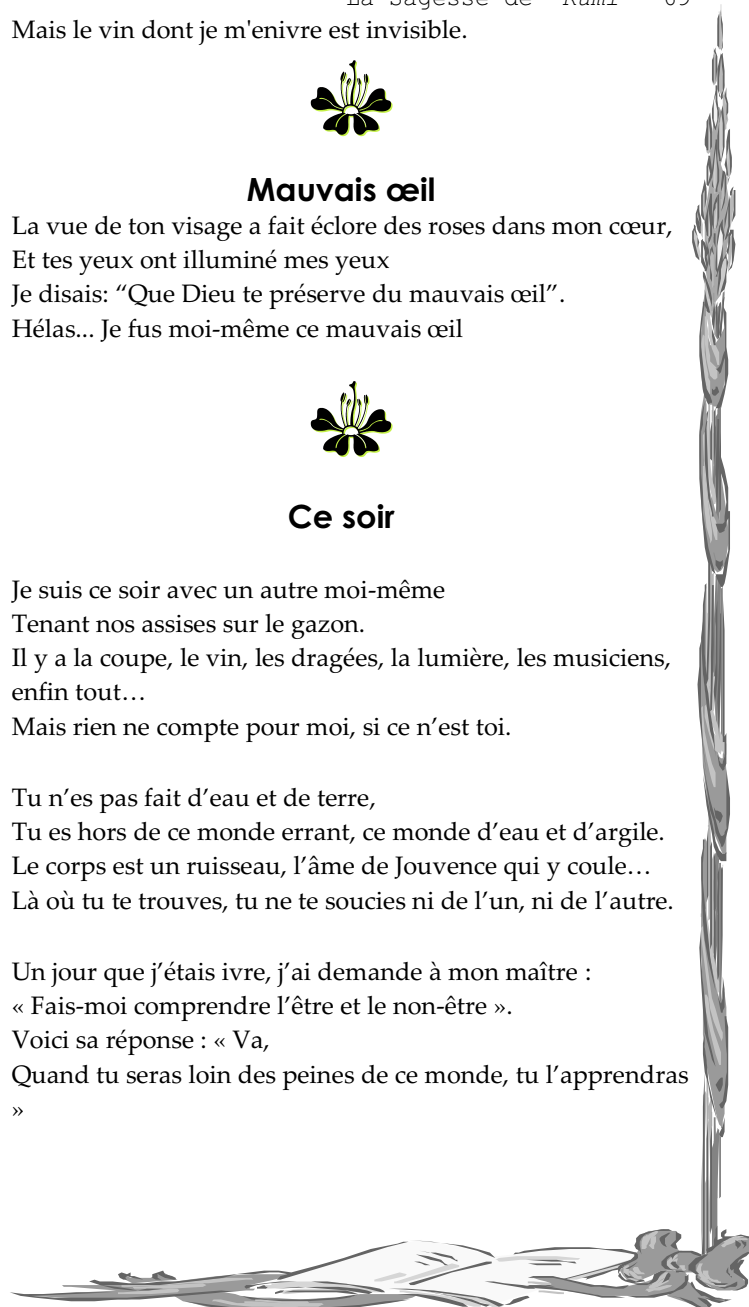 La Sagesse de "Rûmi" 69
Mais le vin dont je m'enivre est invisible.
Mauvais œil
La vue de ton visage a fait éclore des roses dans mon cœur,
Et tes yeux ont illuminé mes yeux
Je disais: “Que Dieu te préserve du mauvais œil”.
Hélas... Je fus moi-même ce mauvais œil
Ce soir
Je suis ce soir avec un autre moi-même
Tenant nos assises sur le gazon.
Il y a la coupe, le vin, les dragées, la lumière, les musiciens,
enfin tout…
Mais rien ne compte pour moi, si ce n’est toi.
Tu n’es pas fait d’eau et de terre,
Tu es hors de ce monde errant, ce monde d’eau et d’argile.
Le corps est un ruisseau, l’âme de Jouvence qui y coule…
Là où tu te trouves, tu ne te soucies ni de l’un, ni de l’autre.
Un jour que j’étais ivre, j’ai demande à mon maître :
« Fais-moi comprendre l’être et le non-être ».
Voici sa réponse : « Va,
Quand tu seras loin des peines de ce monde, tu l’apprendras
»